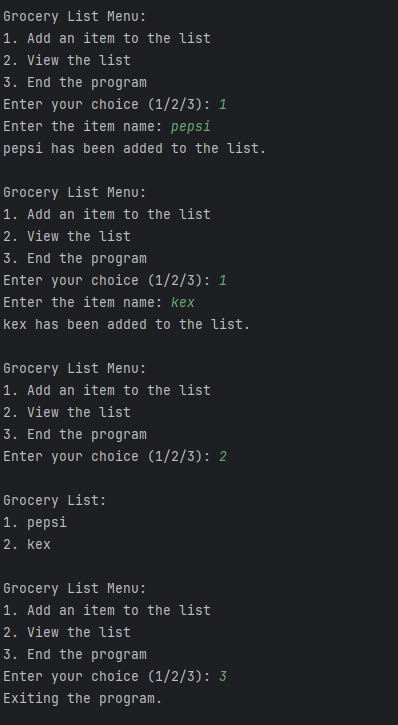 Grocery List Menu:
1. Add an item to the list
2. View the list
3. End the program
Enter your choice (1/2/3): 1
Enter the item name: pepsi
pepsi has been added to the list.

Grocery List Menu:
1. Add an item to the list
2. View the list
3. End the program
Enter your choice (1/2/3): 1
Enter the item name: kex
kex has been added to the list.

Grocery List Menu:
1. Add an item to the list
2. View the list
3. End the program
Enter your choice (1/2/3): 2

Grocery List:
1. pepsi
2. kex

Grocery List Menu:
1. Add an item to the list
2. View the list
3. End the program
Enter your choice (1/2/3): 3
Exiting the program.